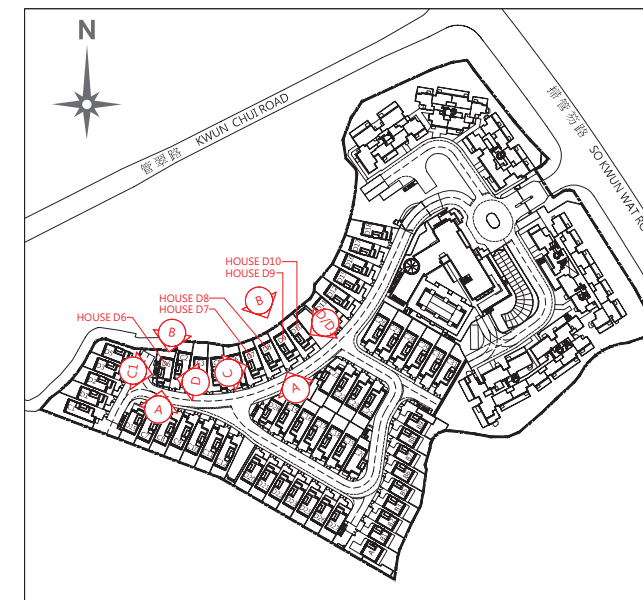 N
管翠路 KWUN CHUI ROAD
掃管笏路 SO KWUN WAT RO
HOUSE D10
HOUSE D9
HOUSE D8
HOUSE D7
HOUSE D6
B
B
D/D1
C1
D
C
A
A